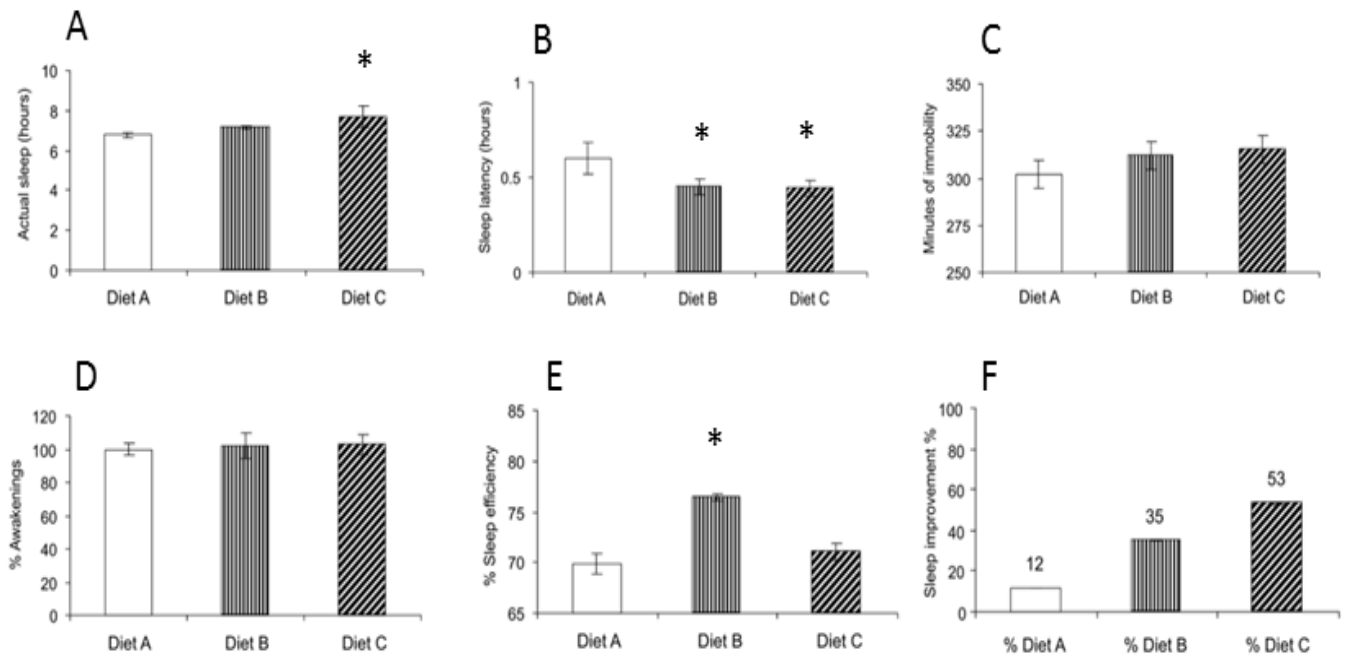 A
Actual sleep (hours)
10
8
6
4
2
0
*
Diet A Diet B Diet C
B
Sleep latency (hours)
1
0.5
0
* *
Diet A Diet B Diet C
C
Minutes of immobility
350
325
300
275
250
Diet A Diet B Diet C
D
% Awakenings
120
100
80
60
40
20
0
Diet A Diet B Diet C
E
% Sleep efficiency
85
80
75
70
65
*
Diet A Diet B Diet C
F
Sleep improvement %
100
80
60
40
20
0
12 35 53
% Diet A % Diet B % Diet C